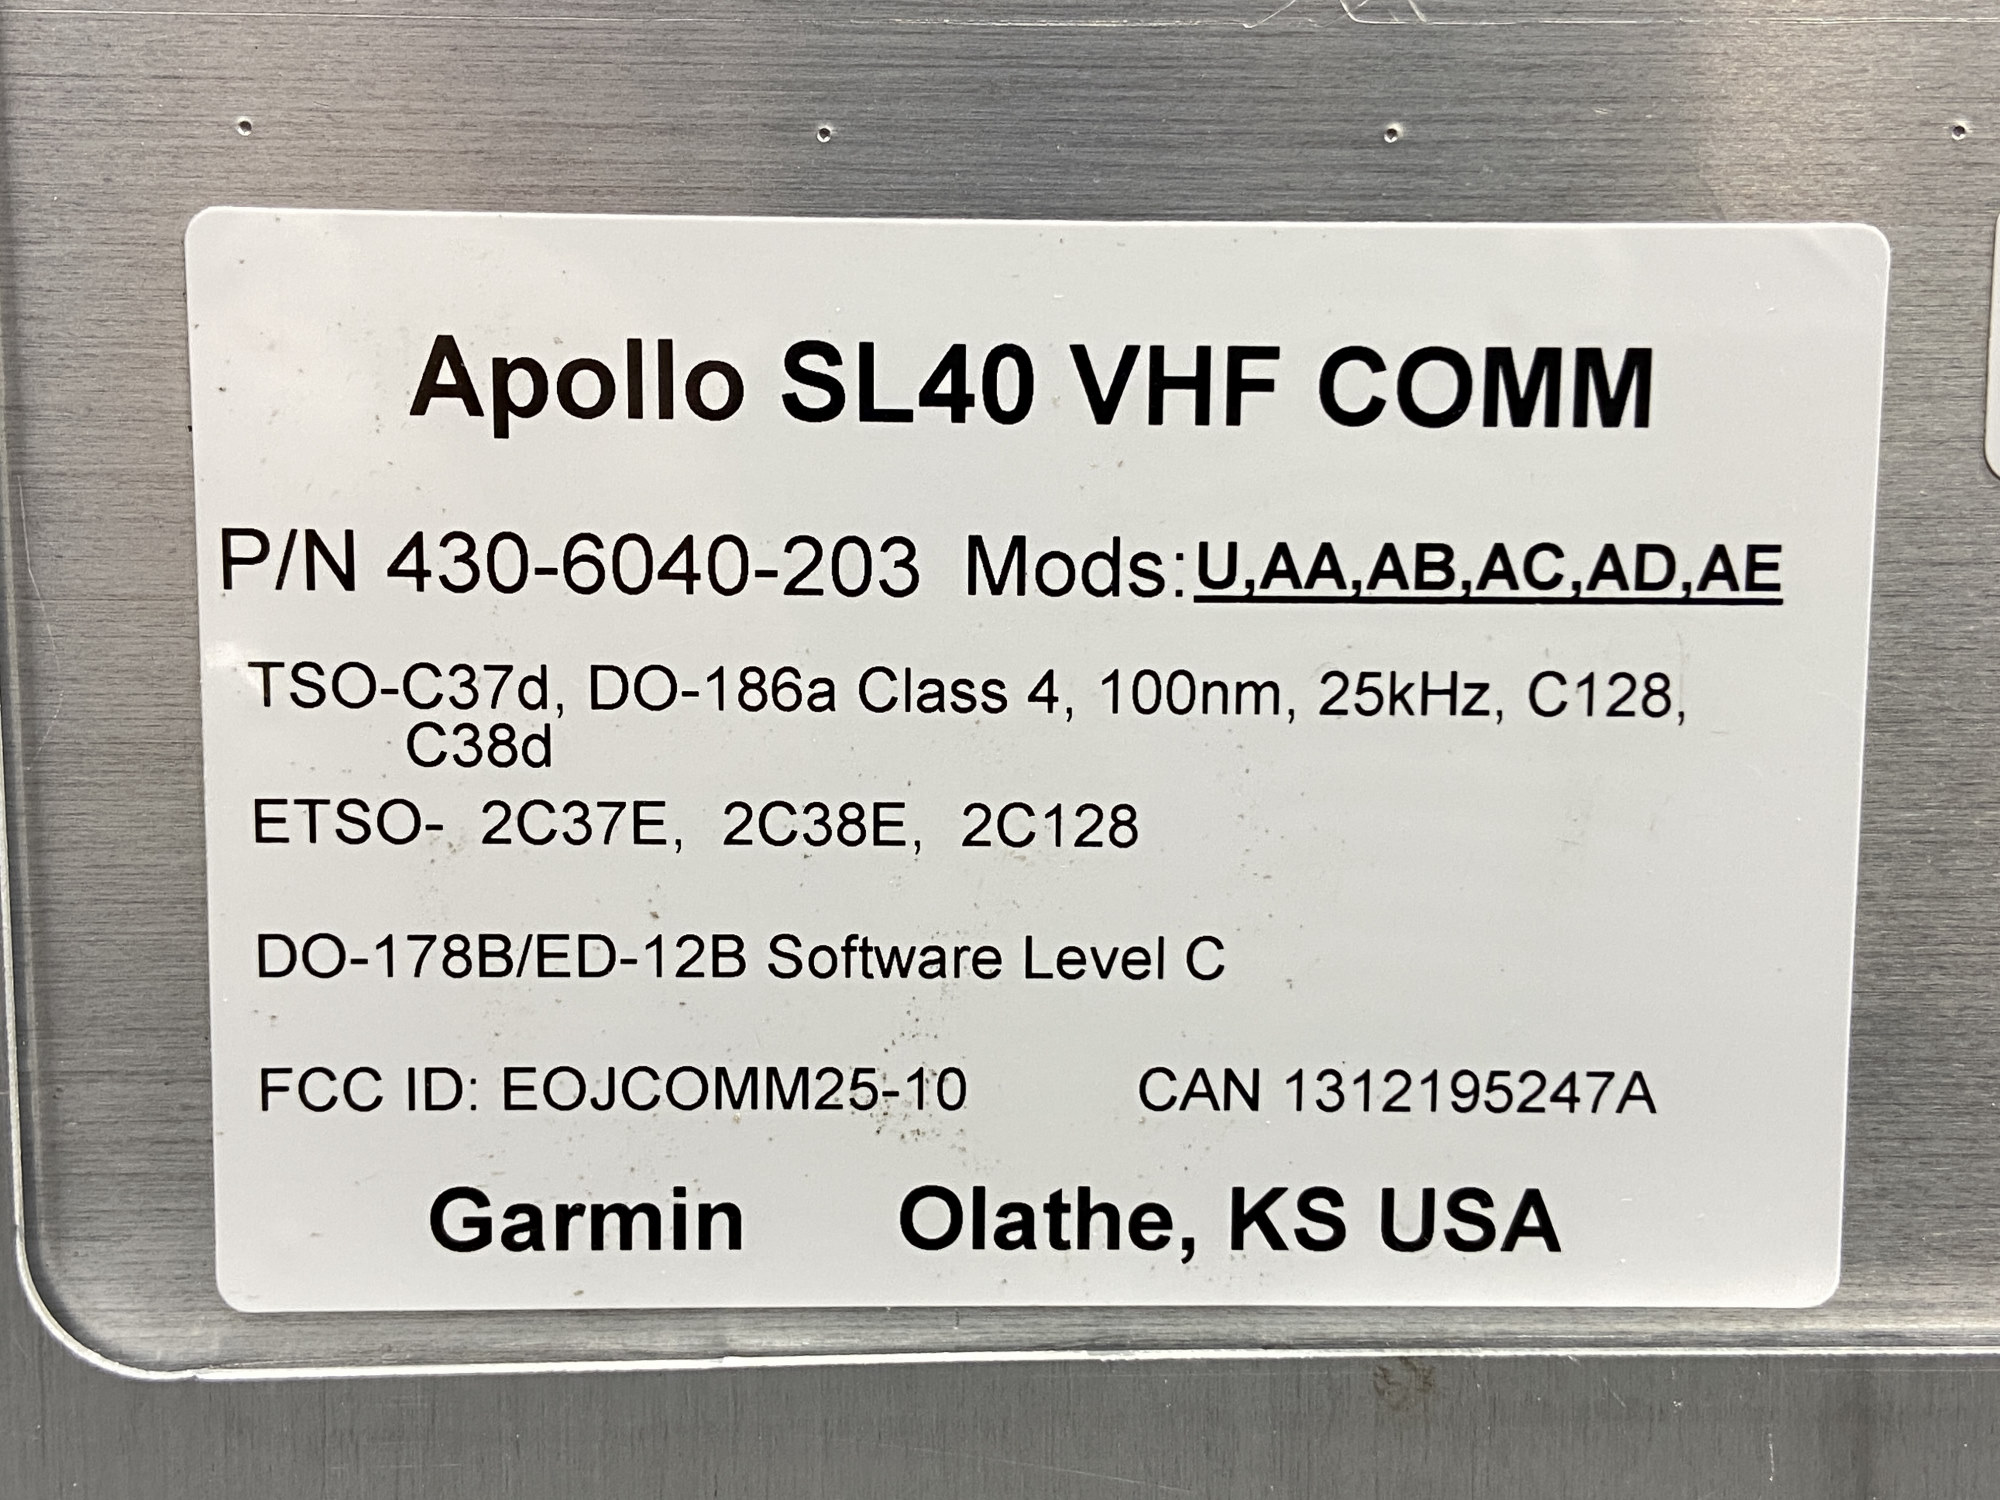 Apollo SL40 VHF COMM
P/N 430-6040-203 Mods:U,AA,AB,AC,AD,AE
TSO-C37d, DO-186a Class 4, 100nm, 25kHz, C128,
C38d
ETSO- 2C37E, 2C38E, 2C128
DO-178B/ED-12B Software Level C
FCC ID: EOJCOMM25-10 CAN 1312195247A
Garmin Olathe, KS USA